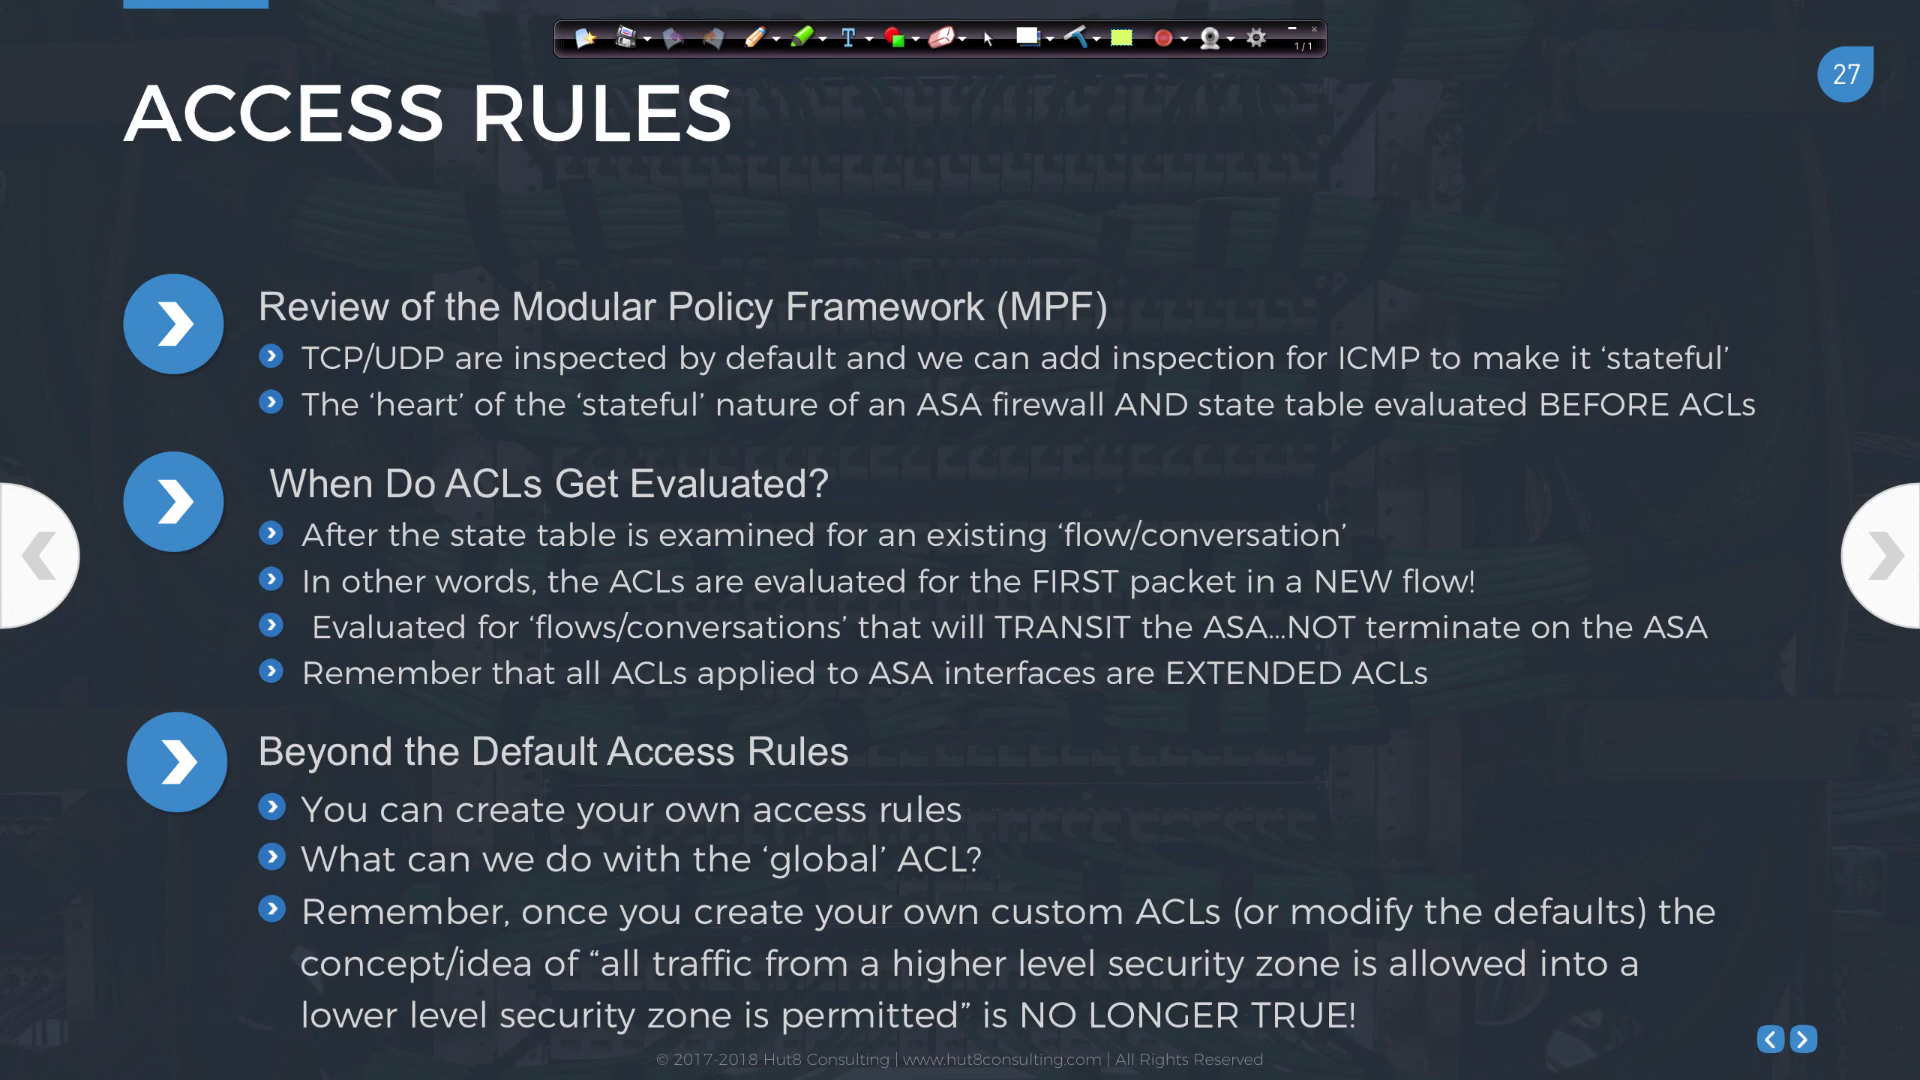 1/1
27
ACCESS RULES
Review of the Modular Policy Framework (MPF)
TCP/UDP are inspected by default and we can add inspection for ICMP to make it ‘stateful’
The ‘heart’ of the ‘stateful’ nature of an ASA firewall AND state table evaluated BEFORE ACLs
When Do ACLs Get Evaluated?
After the state table is examined for an existing ‘flow/conversation’
In other words, the ACLs are evaluated for the FIRST packet in a NEW flow!
Evaluated for ‘flows/conversations’ that will TRANSIT the ASA...NOT terminate on the ASA
Remember that all ACLs applied to ASA interfaces are EXTENDED ACLs
Beyond the Default Access Rules
You can create your own access rules
What can we do with the ‘global’ ACL?
Remember, once you create your own custom ACLs (or modify the defaults) the
concept/idea of “all traffic from a higher level security zone is allowed into a
lower level security zone is permitted” is NO LONGER TRUE!
© 2017-2018 Hut8 Consulting | www.hut8consulting.com | All Rights Reserved